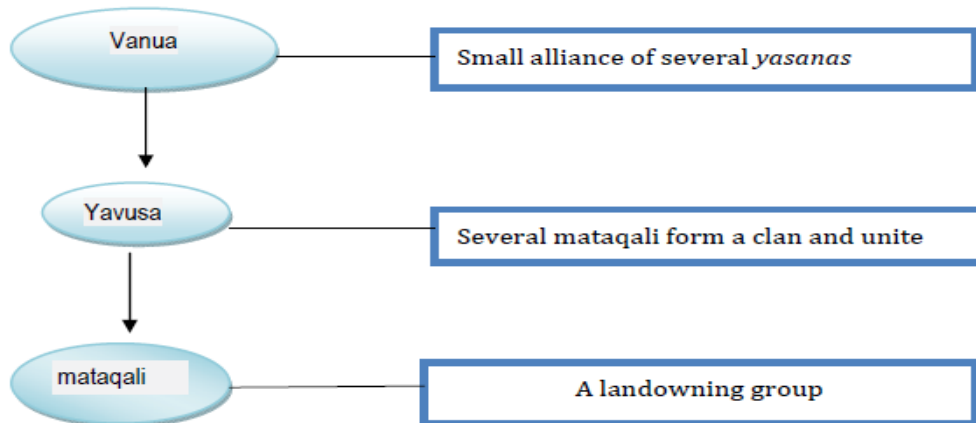 Vanua
Small alliance of several yasanas
Yavusa
Several mataqali form a clan and unite
mataqali
A landowning group